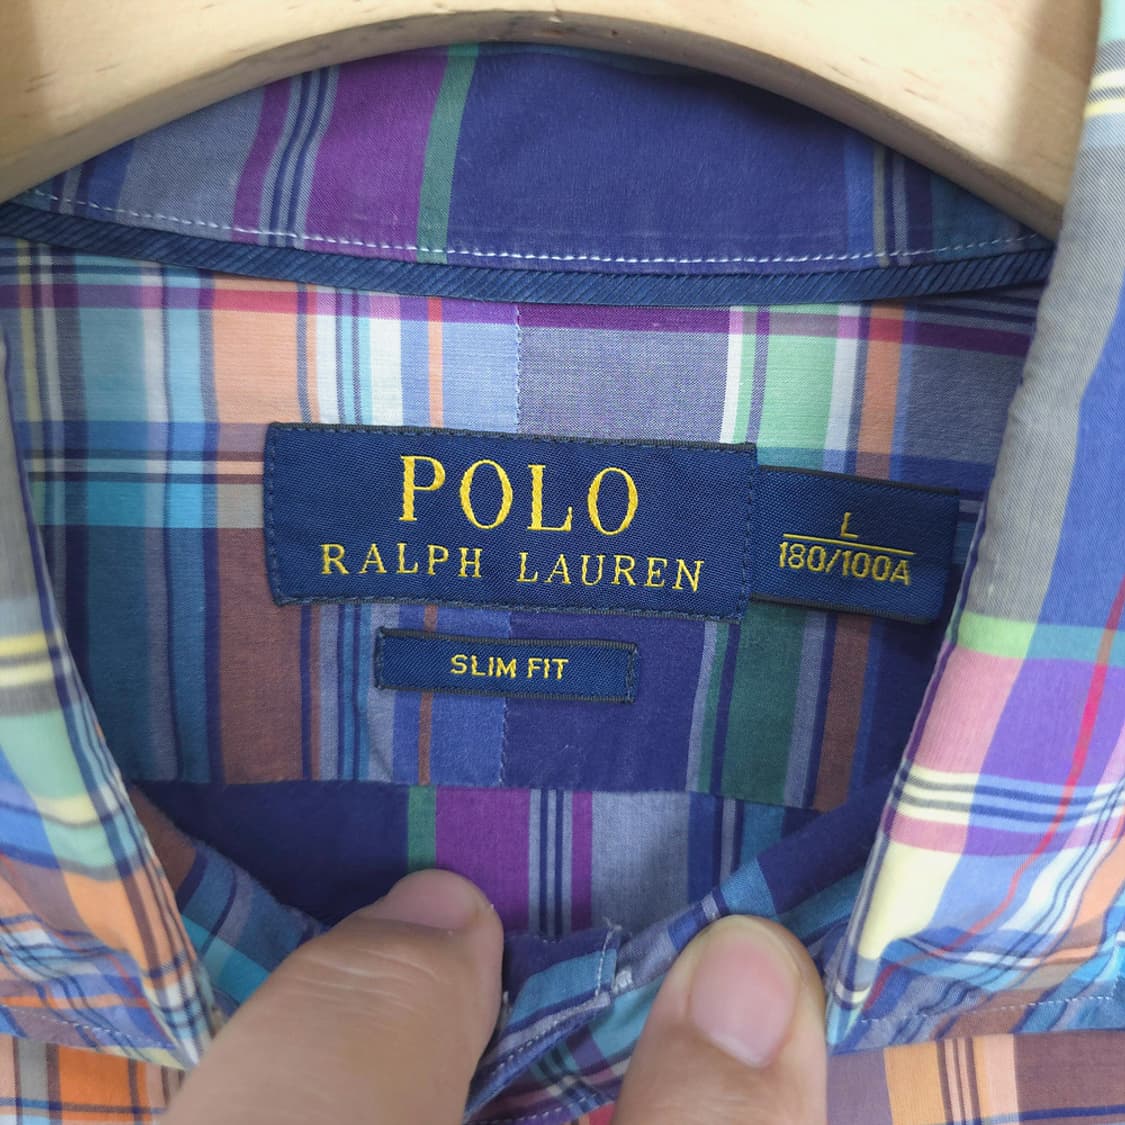 POLO
RALPH LAUREN
L
180/100A
SLIM FIT